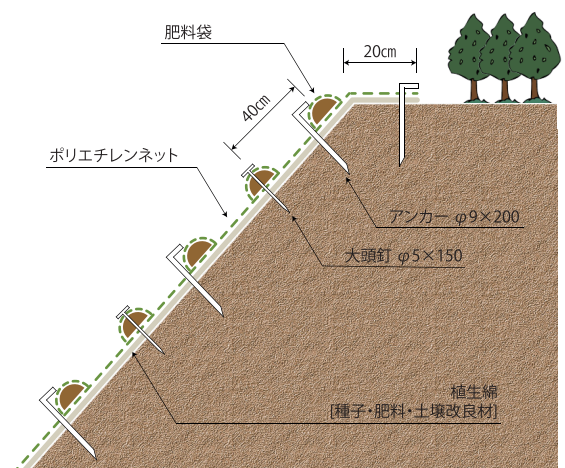 肥料袋
20cm
40cm
ポリエチレンネット
アンカー φ9×200
大頭釘 φ5×150
植生綿
[種子・肥料・土壌改良材]